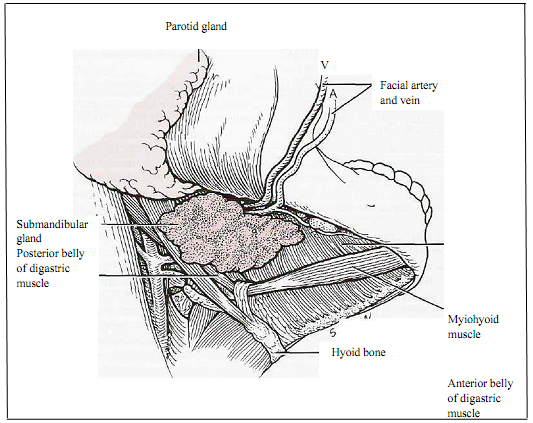 Parotid gland
V
A
Facial artery
and vein
Submandibular
gland
Posterior belly
of digastric
muscle
Myiohyoid
muscle
Hyoid bone
Anterior belly
of digastric
muscle